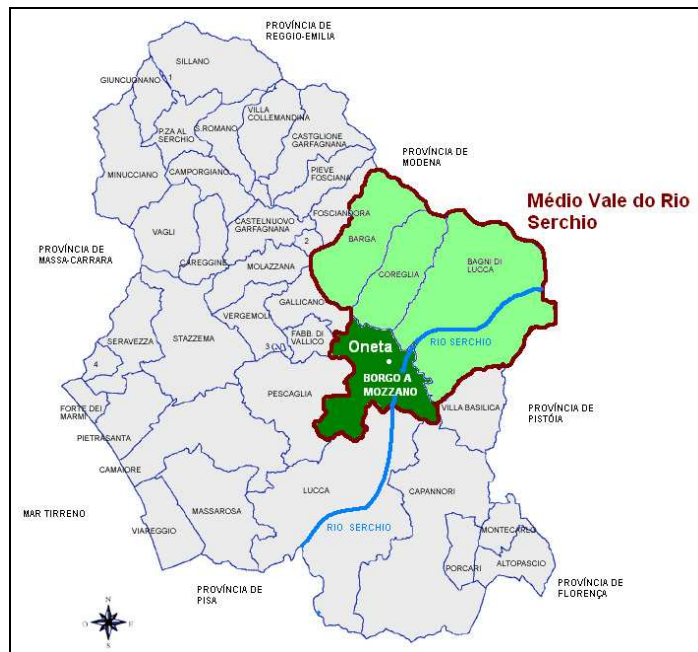 PROVÍNCIA DE
REGGIO-EMILIA
SILLANO
GIUNCUGNANO
1
VILLA
COLLEMANDINA
P.ZA AL
SERCHIO
S.ROMANO
CASTGLIONE
GARFAGNANA
PROVÍNCIA DE
MODENA
MINUCCIANO
CAMPORGIANO
PIEVE
FOSCIANA
Médio Vale do Rio
Serchio
FOSCIANDORA
VAGLI
CASTELNUOVO
GARFAGNANA
2
BARGA
PROVÍNCIA DE
MASSA-CARRARA
CAREGGINE
MOLAZZANA
COREGLIA
BAGNI DI
LUCCA
GALLICANO
VERGEMOLI
SERAVEZZA
STAZZEMA
FABB. DI
VALLICO
3
Oneta
RIO SERCHIO
4
BORGO A
MOZZANO
PESCAGLIA
FORTE DEI
MARMI
VILLA BASILICA
PROVÍNCIA DE
PISTÓIA
PIETRASANTA
CAMAIORE
LUCCA
CAPANNORI
MASSAROSA
MAR TIRRENO
VIAREGGIO
RIO SERCHIO
MONTECARLO
PORCARI
ALTOPASCIO
PROVÍNCIA DE
PISA
PROVÍNCIA DE
FLORENÇA
N
E
S